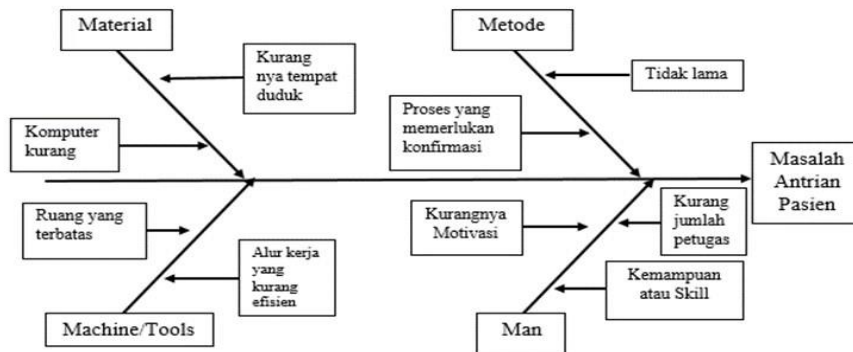 Material
Kurang
nya tempat
duduk
Komputer
kurang
Metode
Tidak lama
Proses yang
memerlukan
konfirmasi
Masalah
Antrian
Pasien
Ruang yang
terbatas
Alur kerja
yang
kurang
efisien
Machine/Tools
Kurangnya
Motivasi
Kurang
jumlah
petugas
Kemampuan
atau Skill
Man